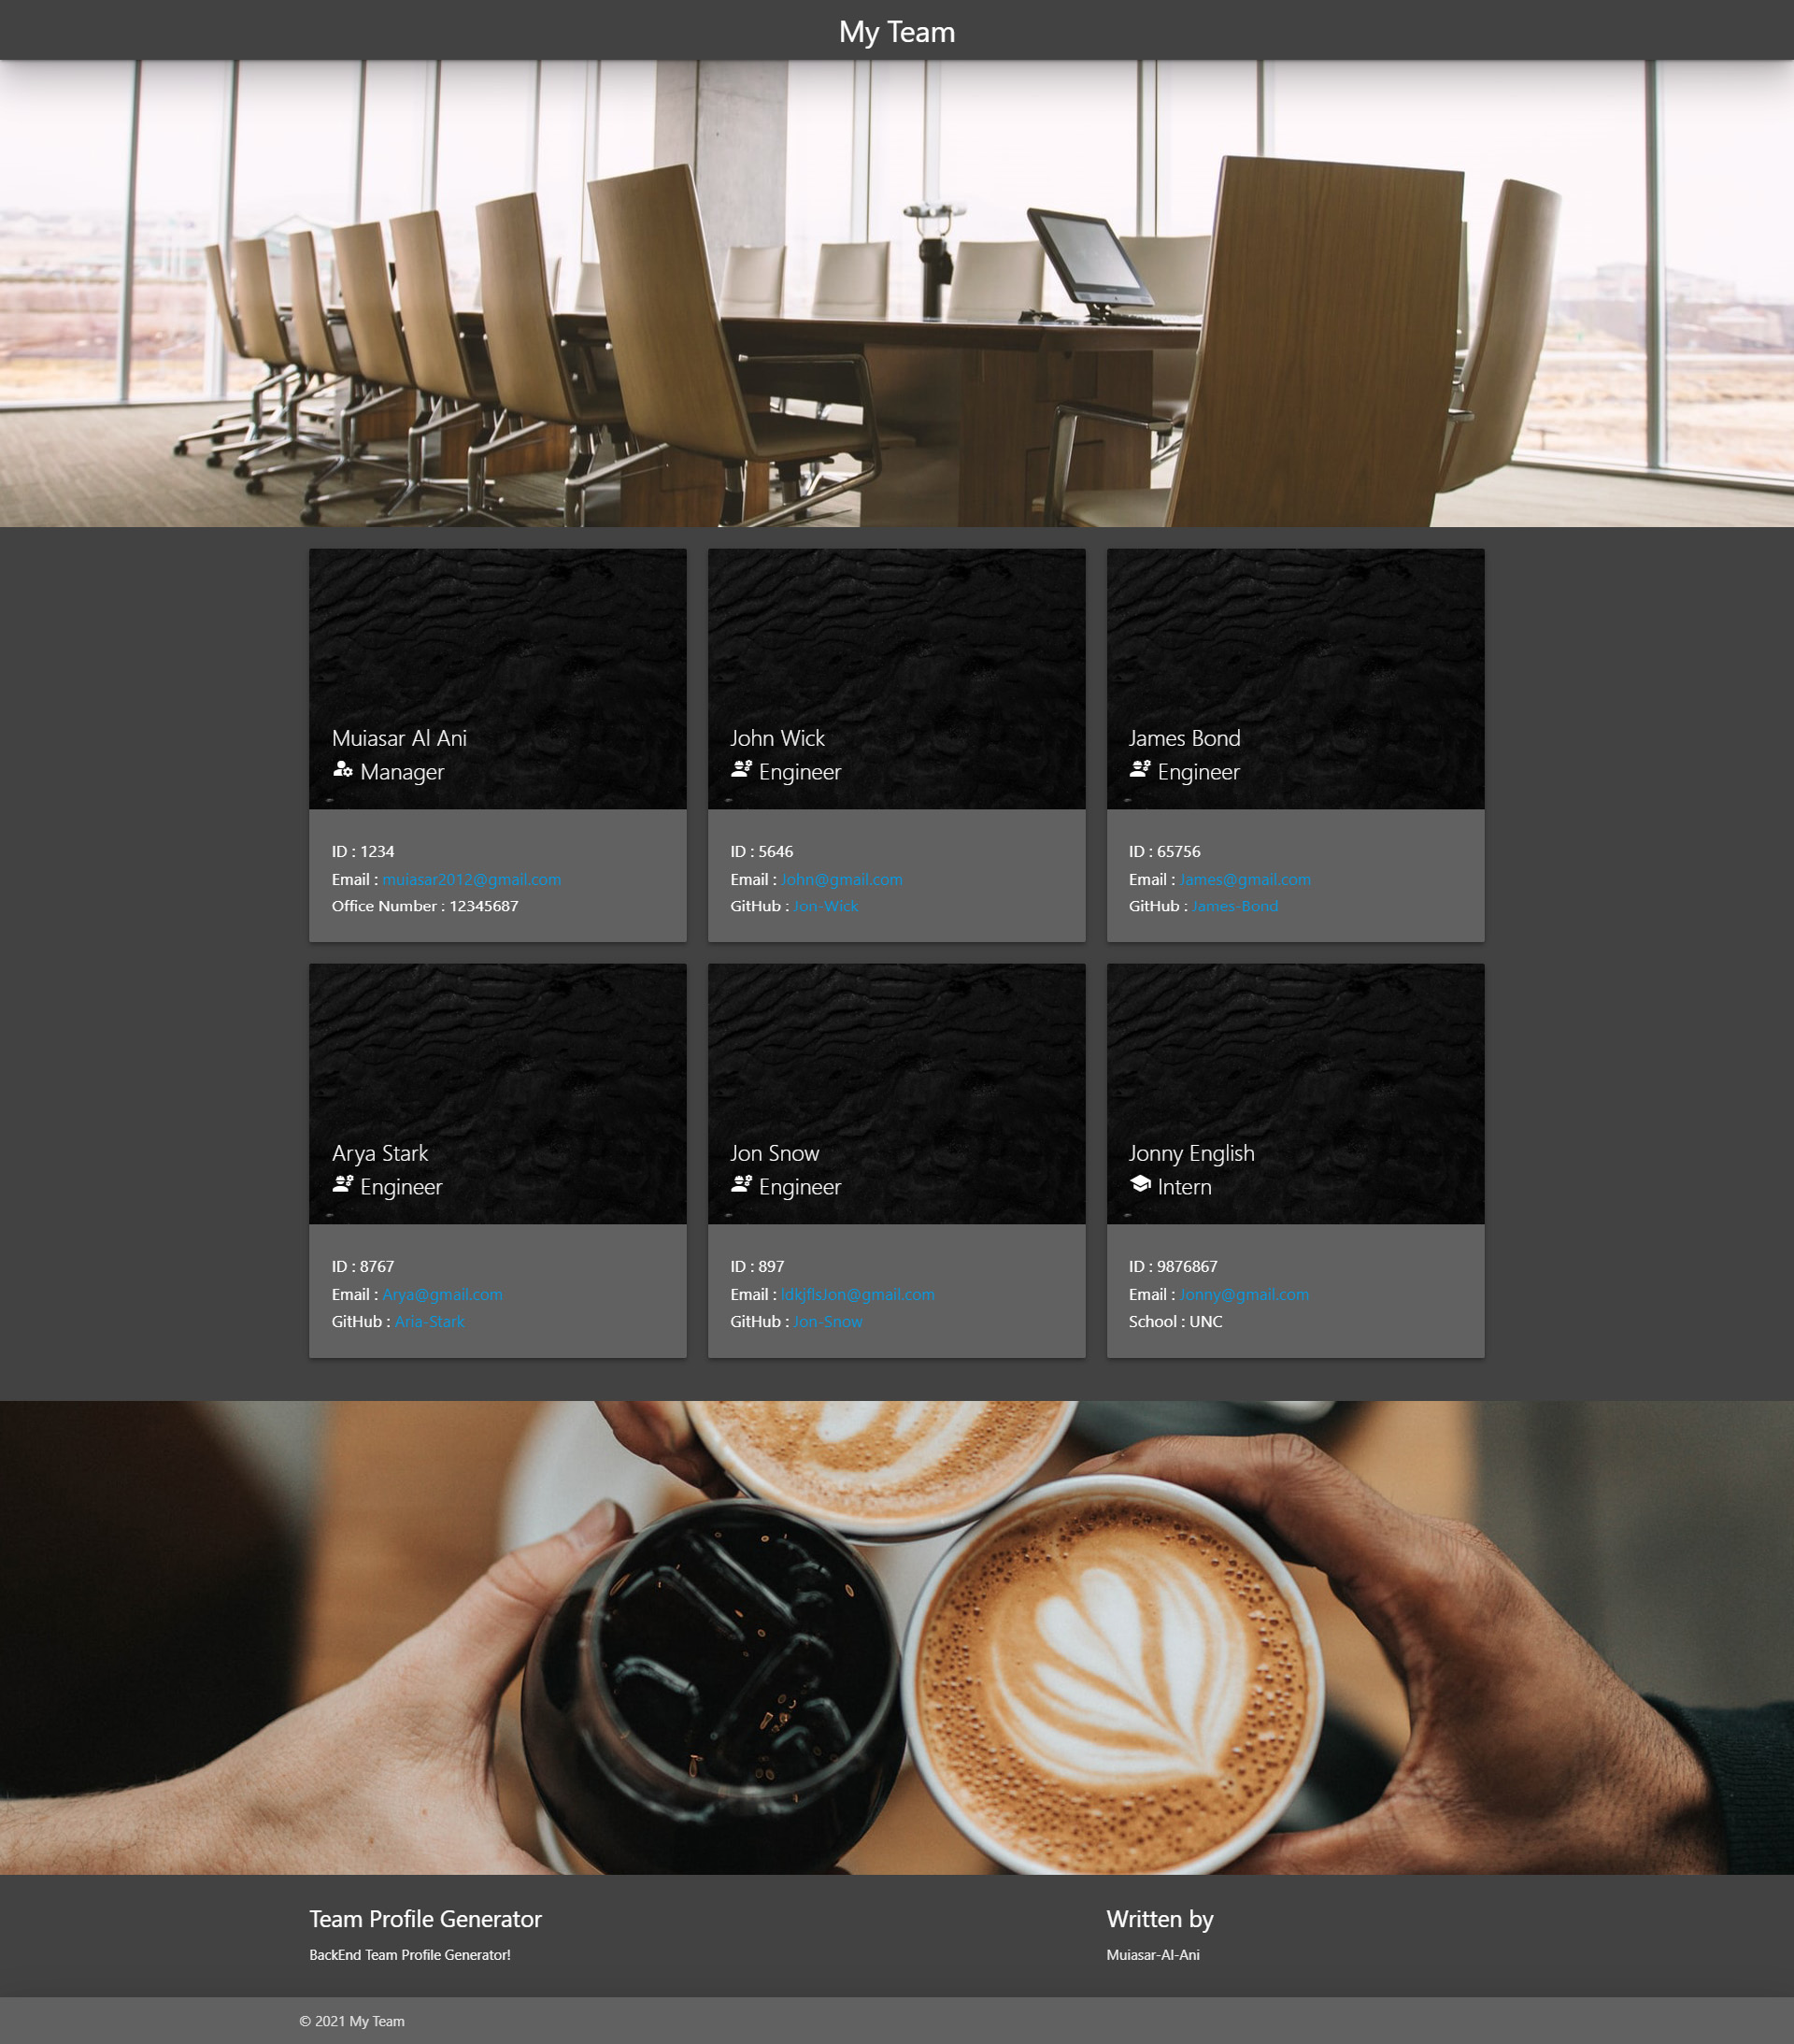 My Team
Muiasar Al Ani
Manager
ID : 1234
Email : muiasar2012@gmail.com
Office Number : 12345687
John Wick
Engineer
ID : 5646
Email : John@gmail.com
GitHub : Jon-Wick
James Bond
Engineer
ID : 65756
Email : James@gmail.com
GitHub : James-Bond
Arya Stark
Engineer
ID : 8767
Email : Arya@gmail.com
GitHub : Aria-Stark
Jon Snow
Engineer
ID : 897
Email : ldkjflsJon@gmail.com
GitHub : Jon-Snow
Jonny English
Intern
ID : 9876867
Email : Jonny@gmail.com
School : UNC
Team Profile Generator
BackEnd Team Profile Generator!
Written by
Muiasar-Al-Ani
© 2021 My Team